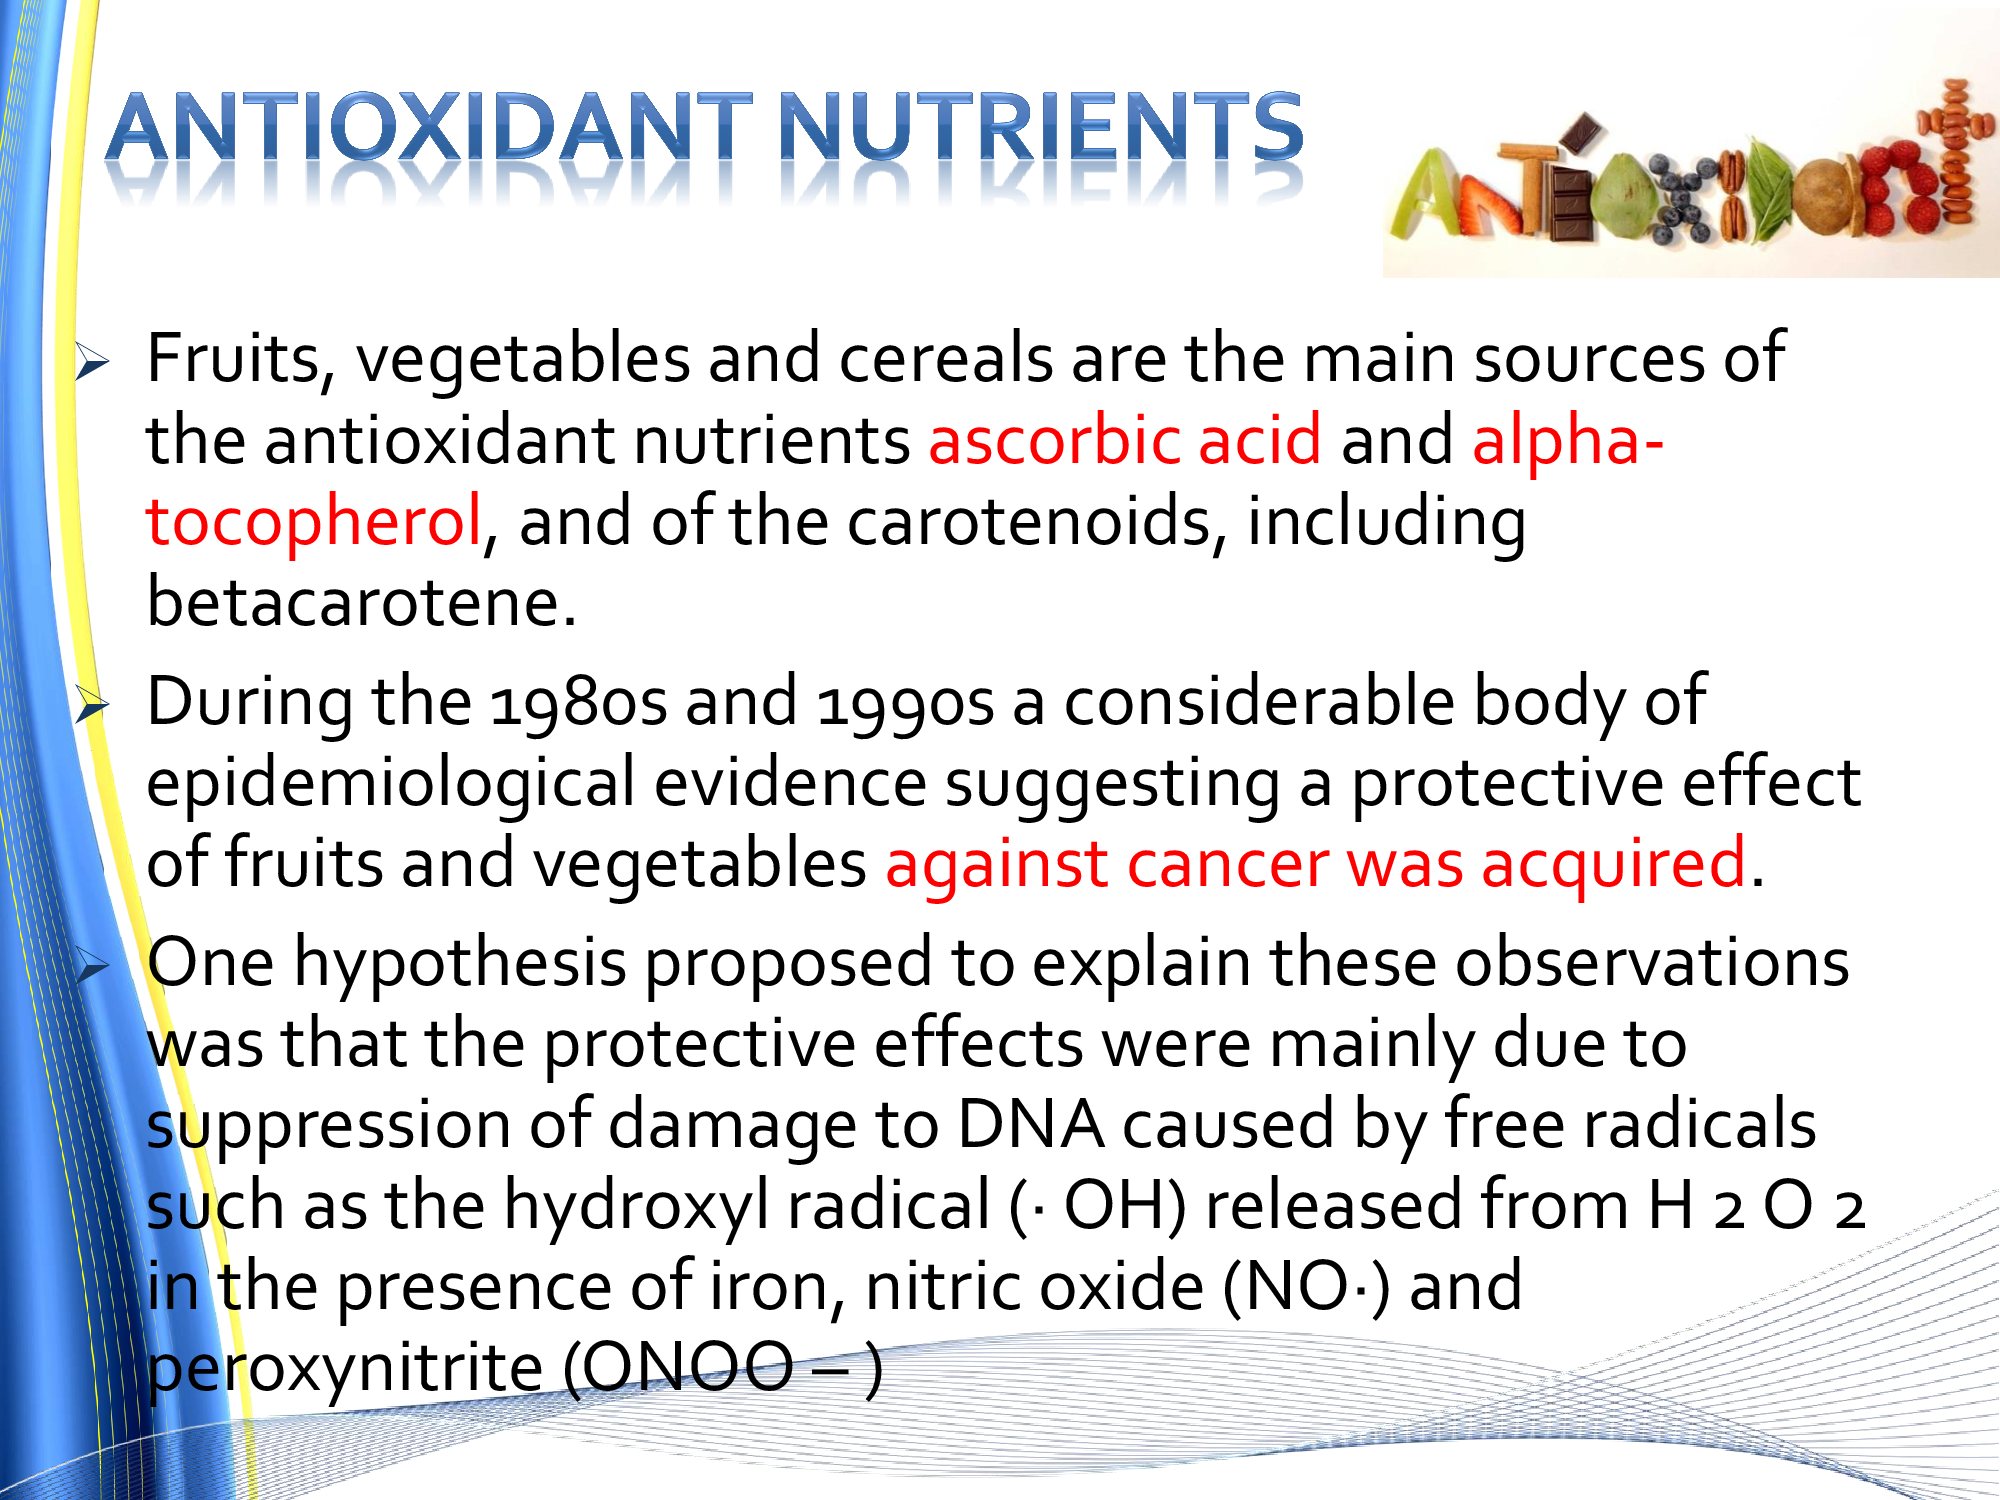 ANTIOXIDANT NUTRIENTS
AntioxidAnt
Fruits, vegetables and cereals are the main sources of
the antioxidant nutrients ascorbic acid and alpha-
tocopherol, and of the carotenoids, including
betacarotene.
During the 1980s and 1990s a considerable body of
epidemiological evidence suggesting a protective effect
of fruits and vegetables against cancer was acquired.
One hypothesis proposed to explain these observations
was that the protective effects were mainly due to
suppression of damage to DNA caused by free radicals
such as the hydroxyl radical (· OH) released from H 2 O 2
in the presence of iron, nitric oxide (NO·) and
peroxynitrite (ONOO – )